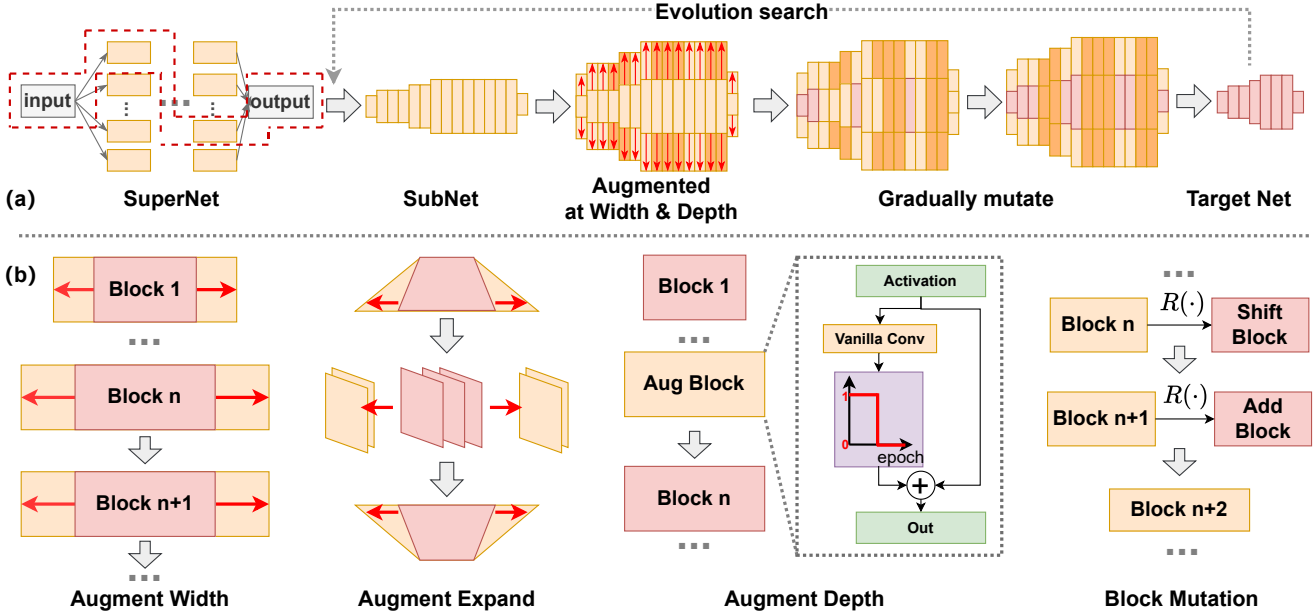 Evolution search
input
output
(a)
SuperNet
SubNet
Augmented
at Width & Depth
Gradually mutate
Target Net
(b)
Block 1
Block n
Block n+1
Augment Width
Augment Expand
Block 1
Aug Block
Block n
Activation
Vanilla Conv
1
0
epoch
+
Out
Augment Depth
Block n
R(·)
Shift
Block
Block n+1
R(·)
Add
Block
Block n+2
Block Mutation